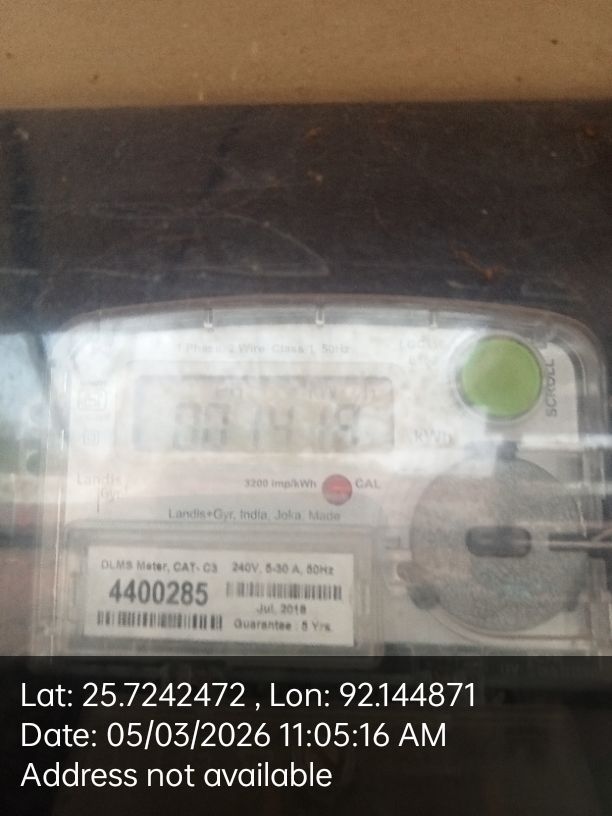 1 Phase 2 Wire Class 1, 50Hz
SCROLL
kWh
Landis
Gyr
3200 imp/kWh CAL
Landis+Gyr, India, Joka Made
DLMS Meter, CAT- C3 240V, 5-30 A, 50Hz
4400285
Jul, 2018
Guarantee : 5 Yrs.
Lat: 25.7242472 , Lon: 92.144871
Date: 05/03/2026 11:05:16 AM
Address not available